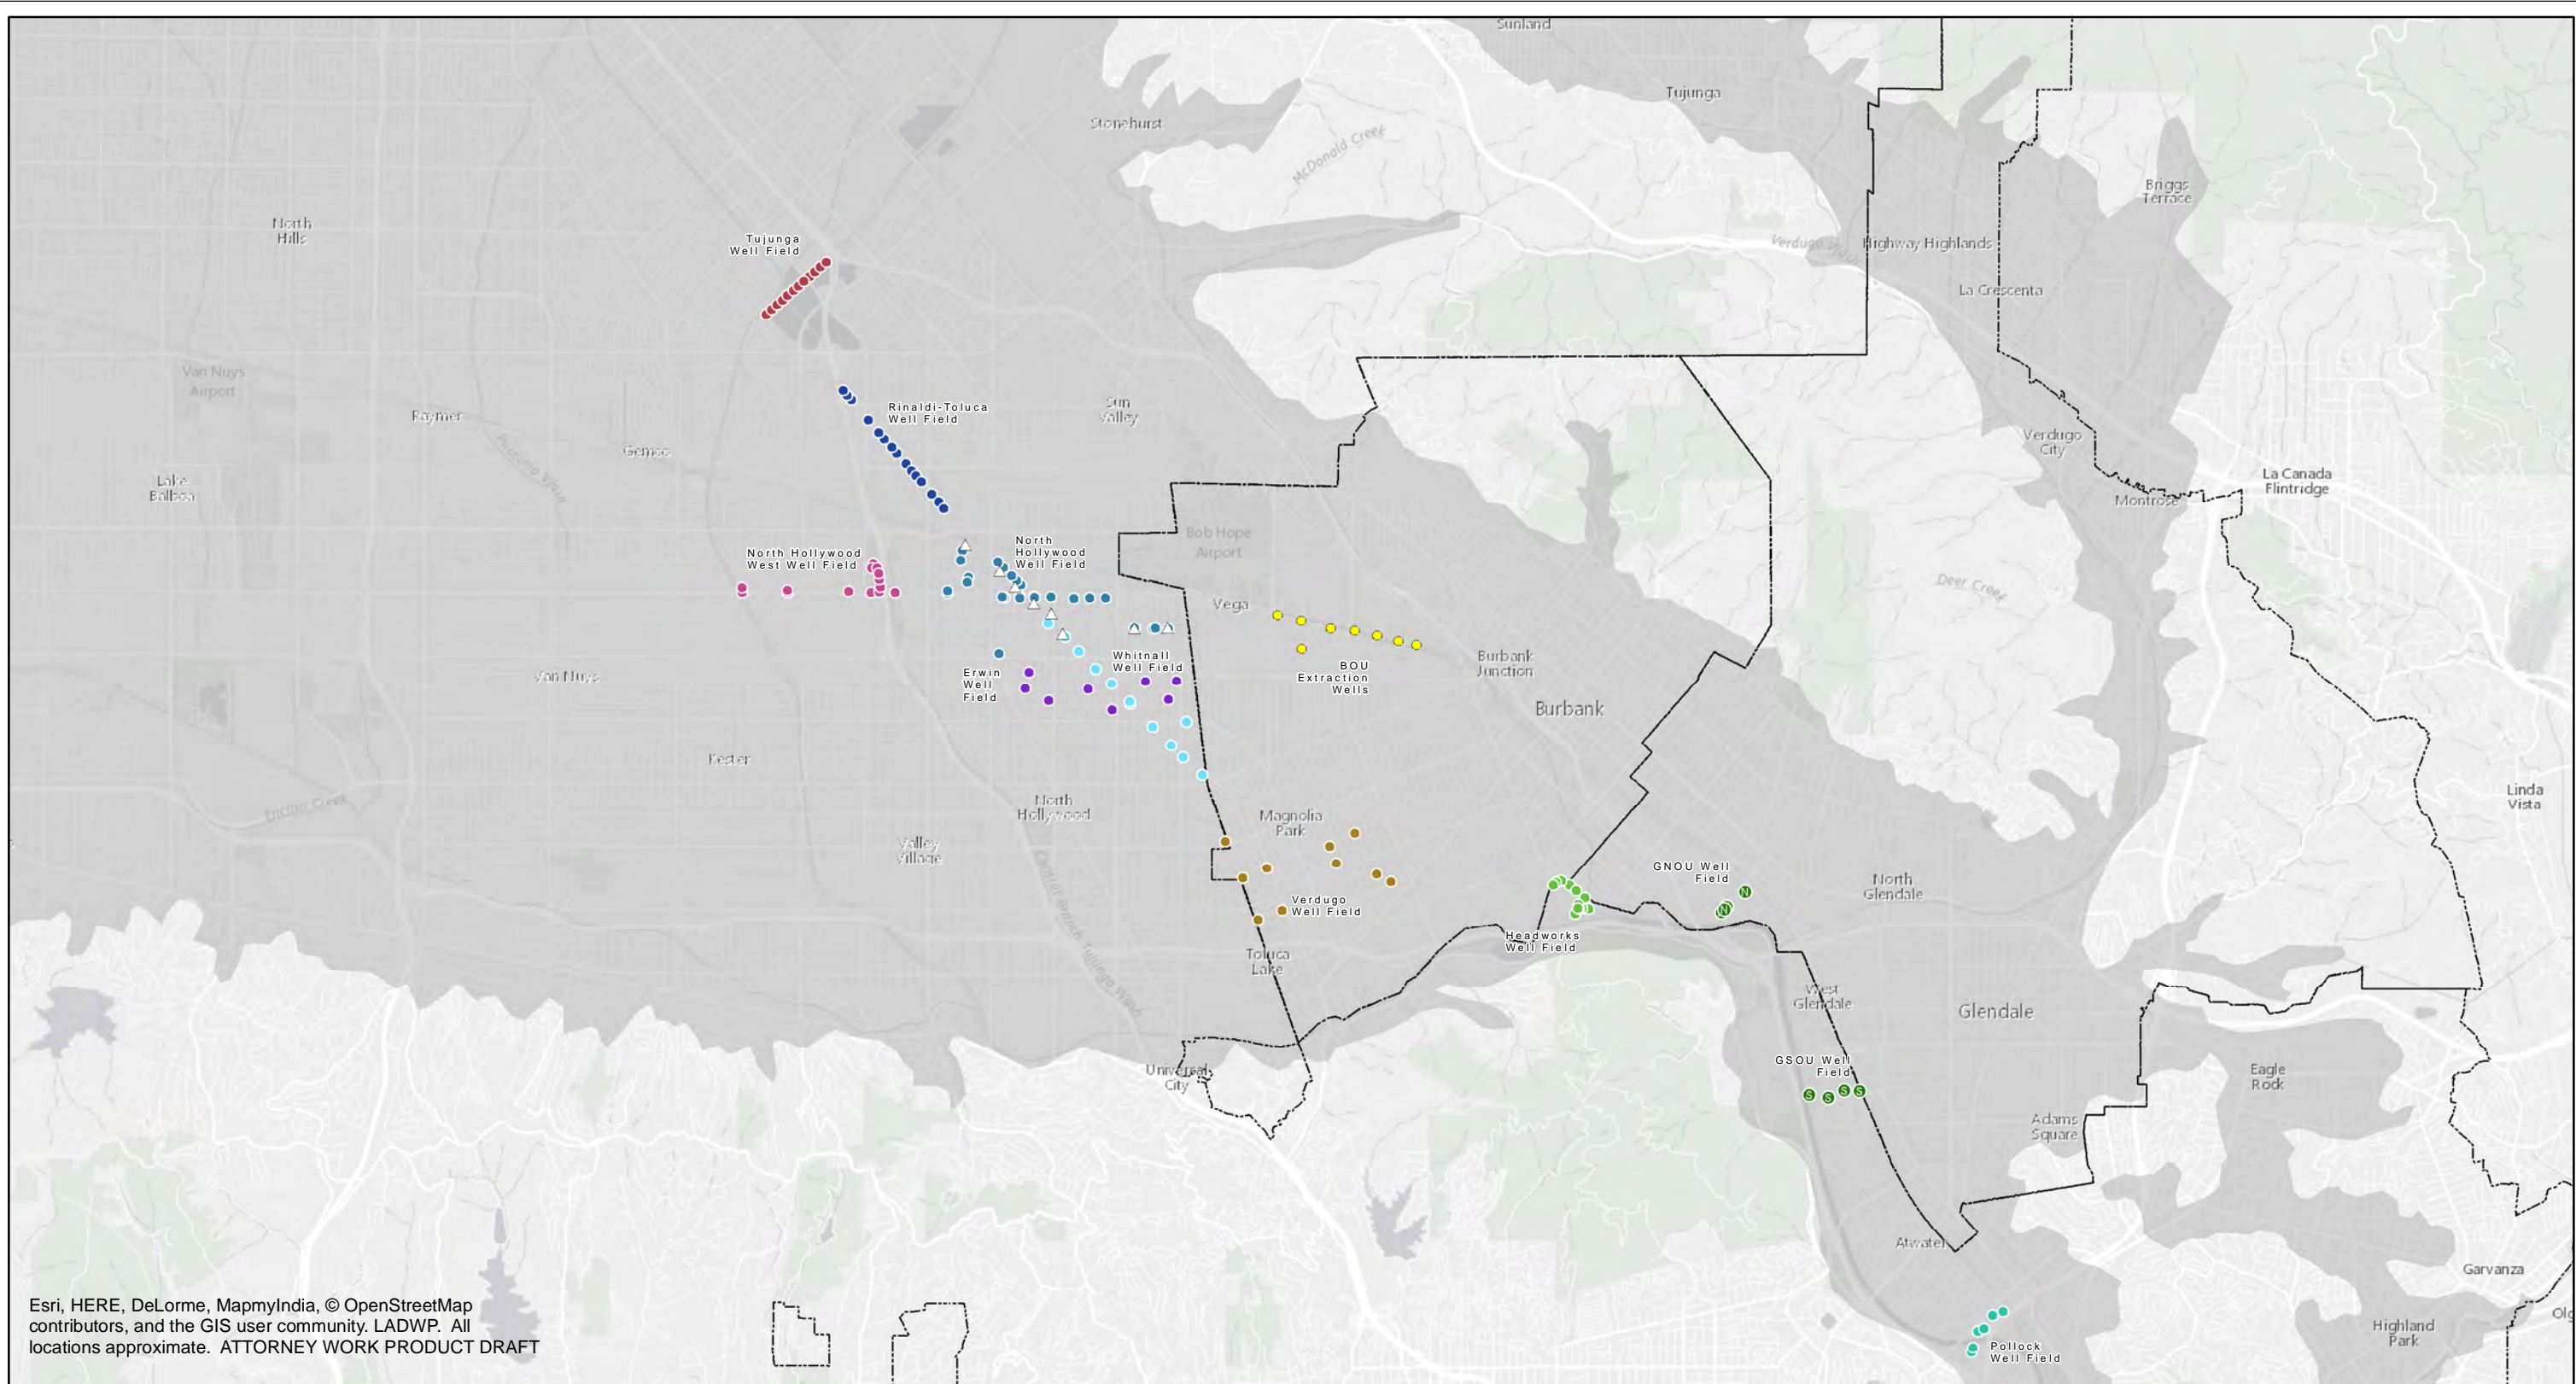 Sunland
Tujunga
Stonehurst
McDonald Creek
Briggs
Terrace
North
Hills
Tujunga
Well Field
Verdugo Wash
Highway Highlands
La Crescenta
Van Nuys
Airport
Raymer
Rinaldi-Toluca
Well Field
Sun
Valley
Gemco
Pacoima Wash
Verdugo
City
Lake
Balboa
La Canada
Flintridge
Montrose
North Hollywood
West Well Field
North
Hollywood
Well Field
Bob Hope
Airport
Vega
Deer Creek
Whitnall
Well Field
BOU
Extraction
Wells
Burbank
Junction
Erwin
Well
Field
Van Nuys
Burbank
Kester
Encino Creek
North
Hollywood
Magnolia
Park
Linda
Vista
Valley
Village
Central Branch Tujunga Wash
GNOU Well
Field
N
N
North
Glendale
Verdugo
Well Field
Headworks
Well Field
Toluca
Lake
West
Glendale
Glendale
Universal
City
GSOU Well
Field
S
S
S
S
Eagle
Rock
Adams
Square
Atwater
Garvanza
Highland
Park
Pollock
Well Field
Esri, HERE, DeLorme, MapmyIndia, © OpenStreetMap
contributors, and the GIS user community. LADWP. All
locations approximate. ATTORNEY WORK PRODUCT DRAFT